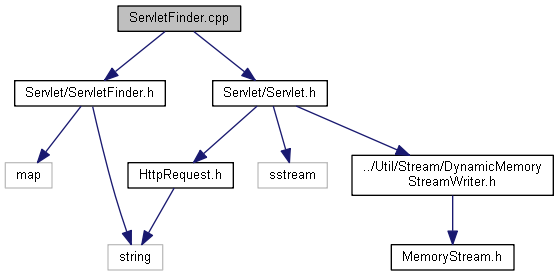 ServletFinder.cpp
Servlet/ServletFinder.h
Servlet/Servlet.h
map
HttpRequest.h
sstream
../Util/Stream/DynamicMemory
StreamWriter.h
string
MemoryStream.h